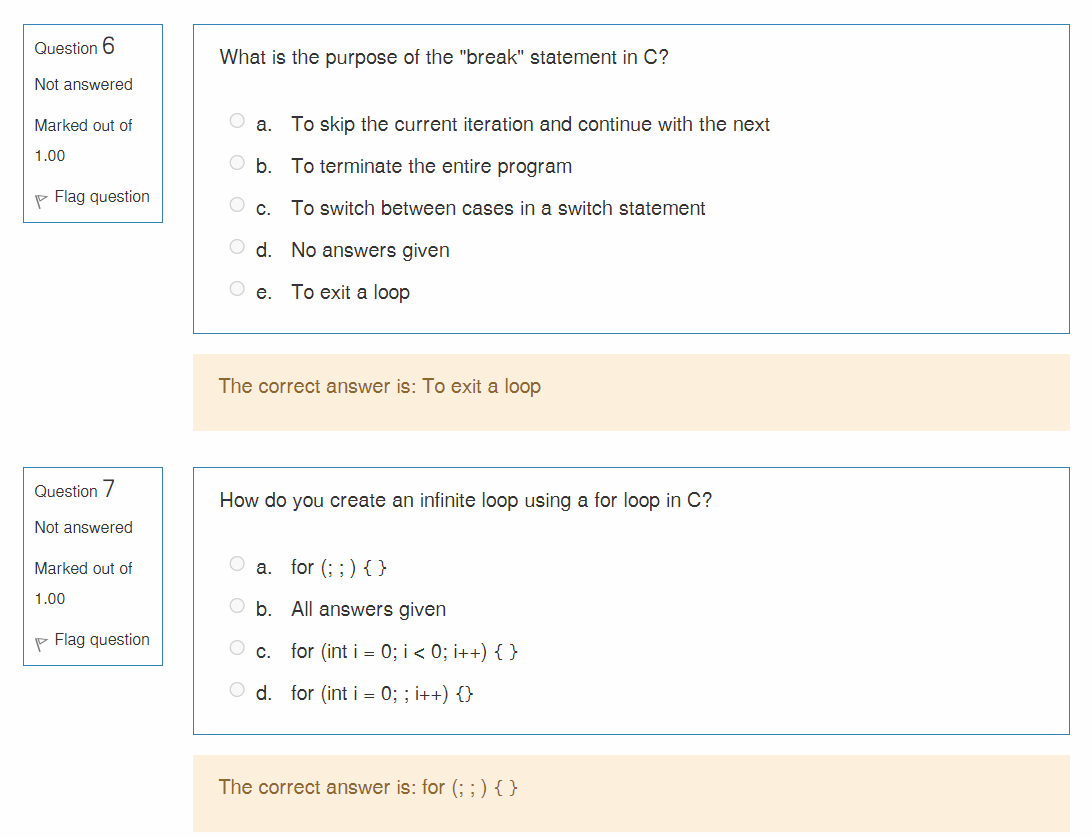 Question 6
Not answered
Marked out of
1.00
Flag question
What is the purpose of the "break" statement in C?
a. To skip the current iteration and continue with the next
b. To terminate the entire program
c. To switch between cases in a switch statement
d. No answers given
e. To exit a loop
The correct answer is: To exit a loop
Question 7
Not answered
Marked out of
1.00
Flag question
How do you create an infinite loop using a for loop in C?
a. for (; ; ) { }
b. All answers given
c. for (int i = 0; i < 0; i++) { }
d. for (int i = 0; ; i++) {}
The correct answer is: for (; ; ) { }